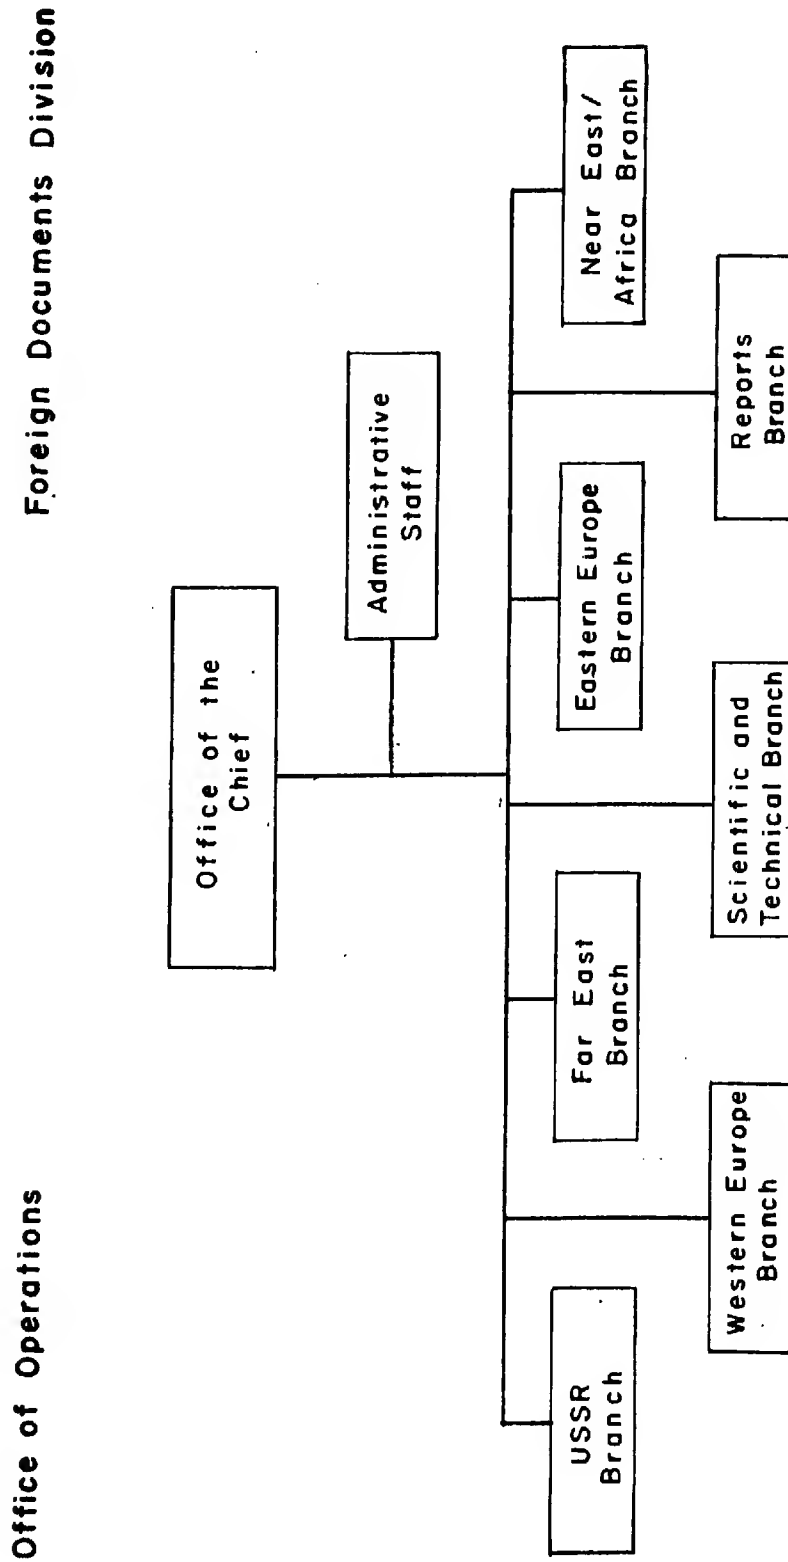 Office of Operations
Foreign Documents Division
Office of the
Chief
Administrative
Staff
USSR
Branch
Far East
Branch
Eastern Europe
Branch
Near East/
Africa Branch
Western Europe
Branch
Scientific and
Technical Branch
Reports
Branch